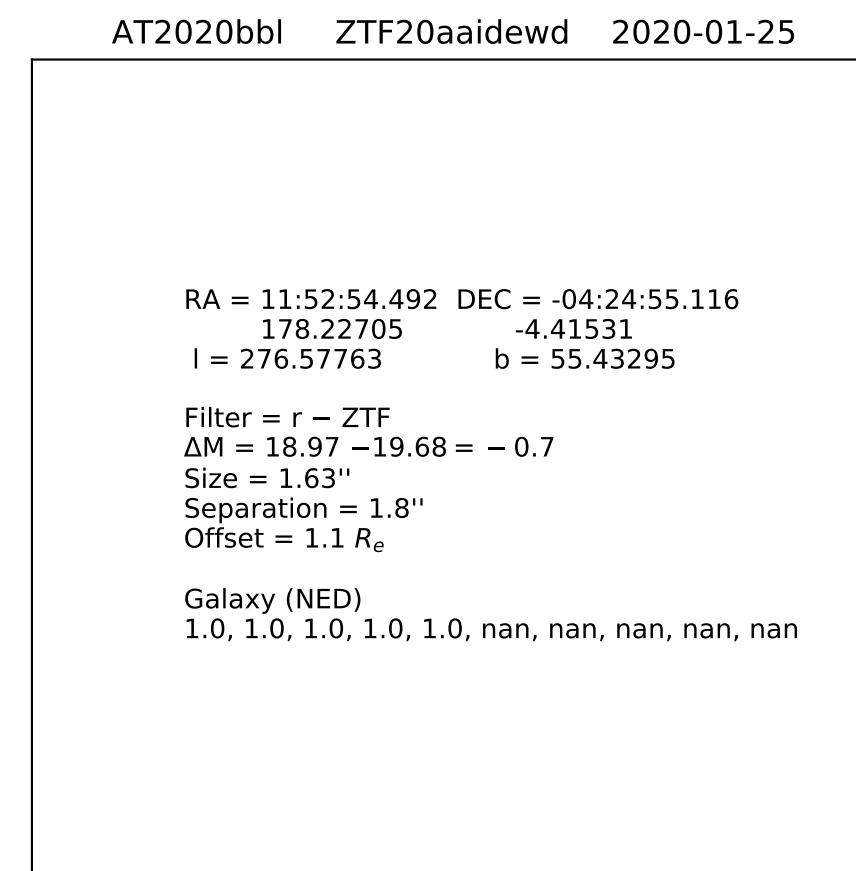 AT2020bbl ZTF20aaidewd 2020-01-25
RA = 11:52:54.492 DEC = -04:24:55.116
178.22705 -4.41531
l = 276.57763 b = 55.43295
Filter = r − ZTF
ΔM = 18.97 −19.68 = − 0.7
Size = 1.63''
Separation = 1.8''
Offset = 1.1 Re
Galaxy (NED)
1.0, 1.0, 1.0, 1.0, 1.0, nan, nan, nan, nan, nan